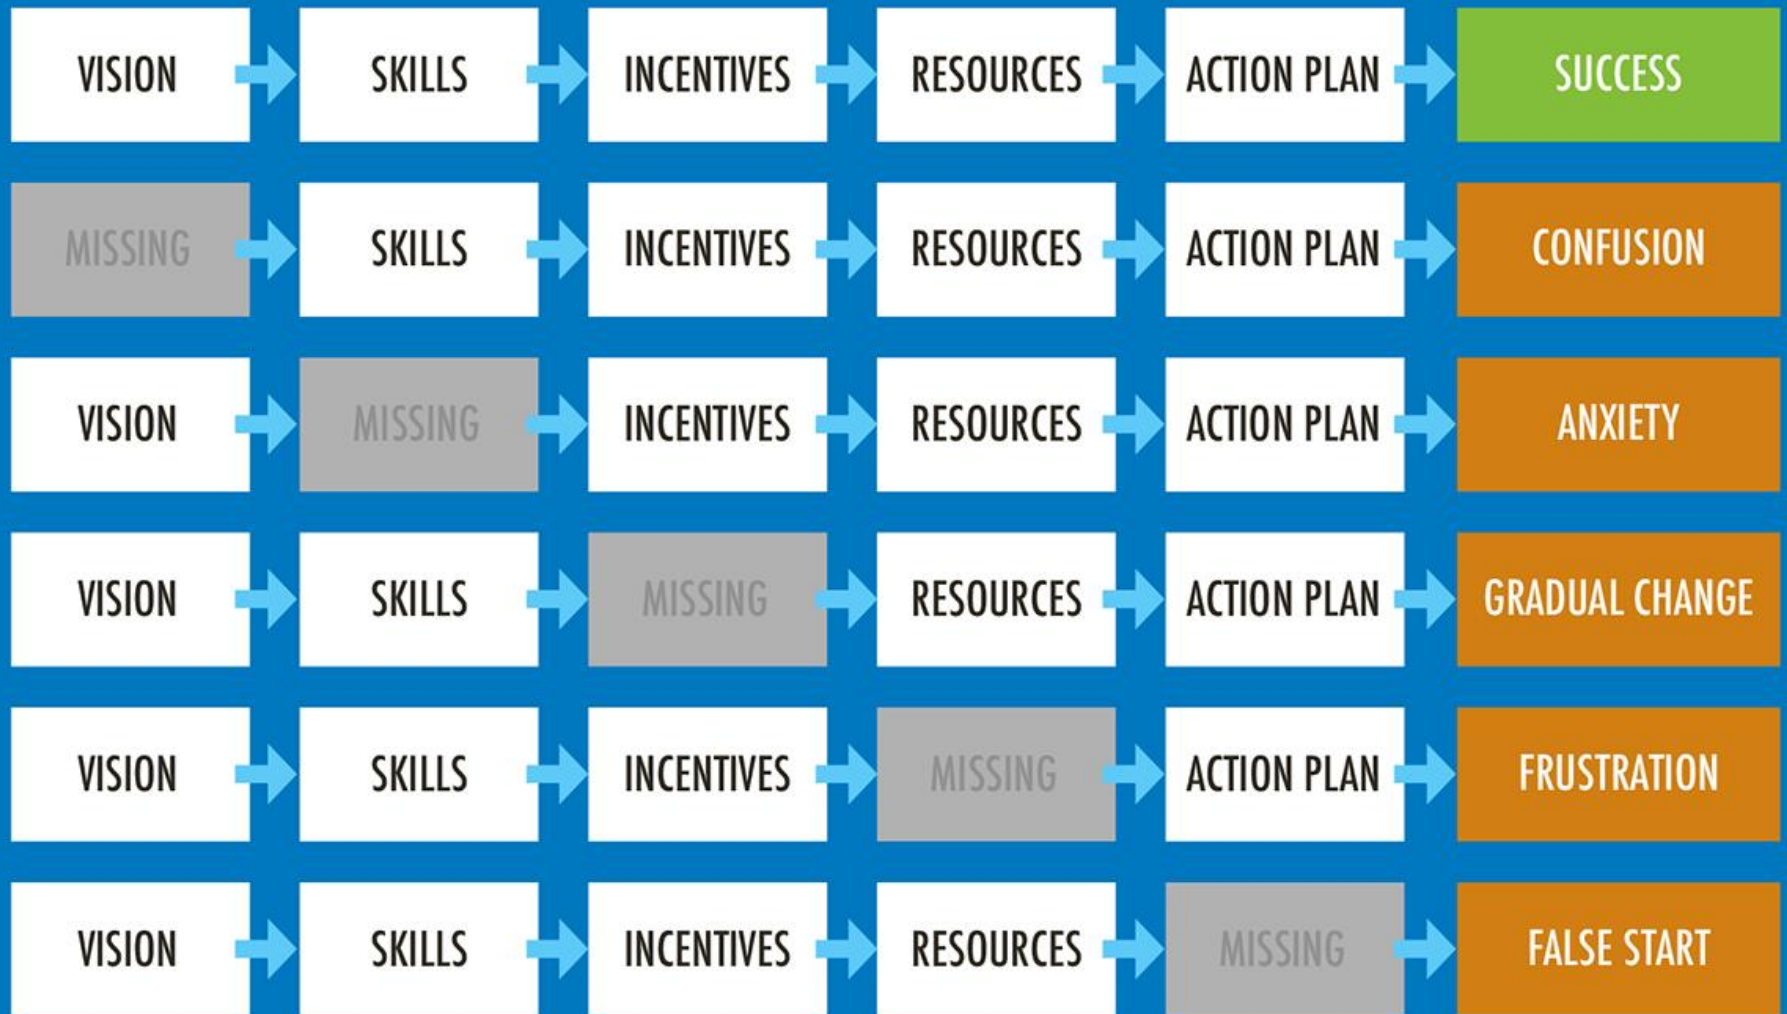 VISION SKILLS INCENTIVES RESOURCES ACTION PLAN SUCCESS
MISSING SKILLS INCENTIVES RESOURCES ACTION PLAN CONFUSION
VISION MISSING INCENTIVES RESOURCES ACTION PLAN ANXIETY
VISION SKILLS MISSING RESOURCES ACTION PLAN GRADUAL CHANGE
VISION SKILLS INCENTIVES MISSING ACTION PLAN FRUSTRATION
VISION SKILLS INCENTIVES RESOURCES MISSING FALSE START